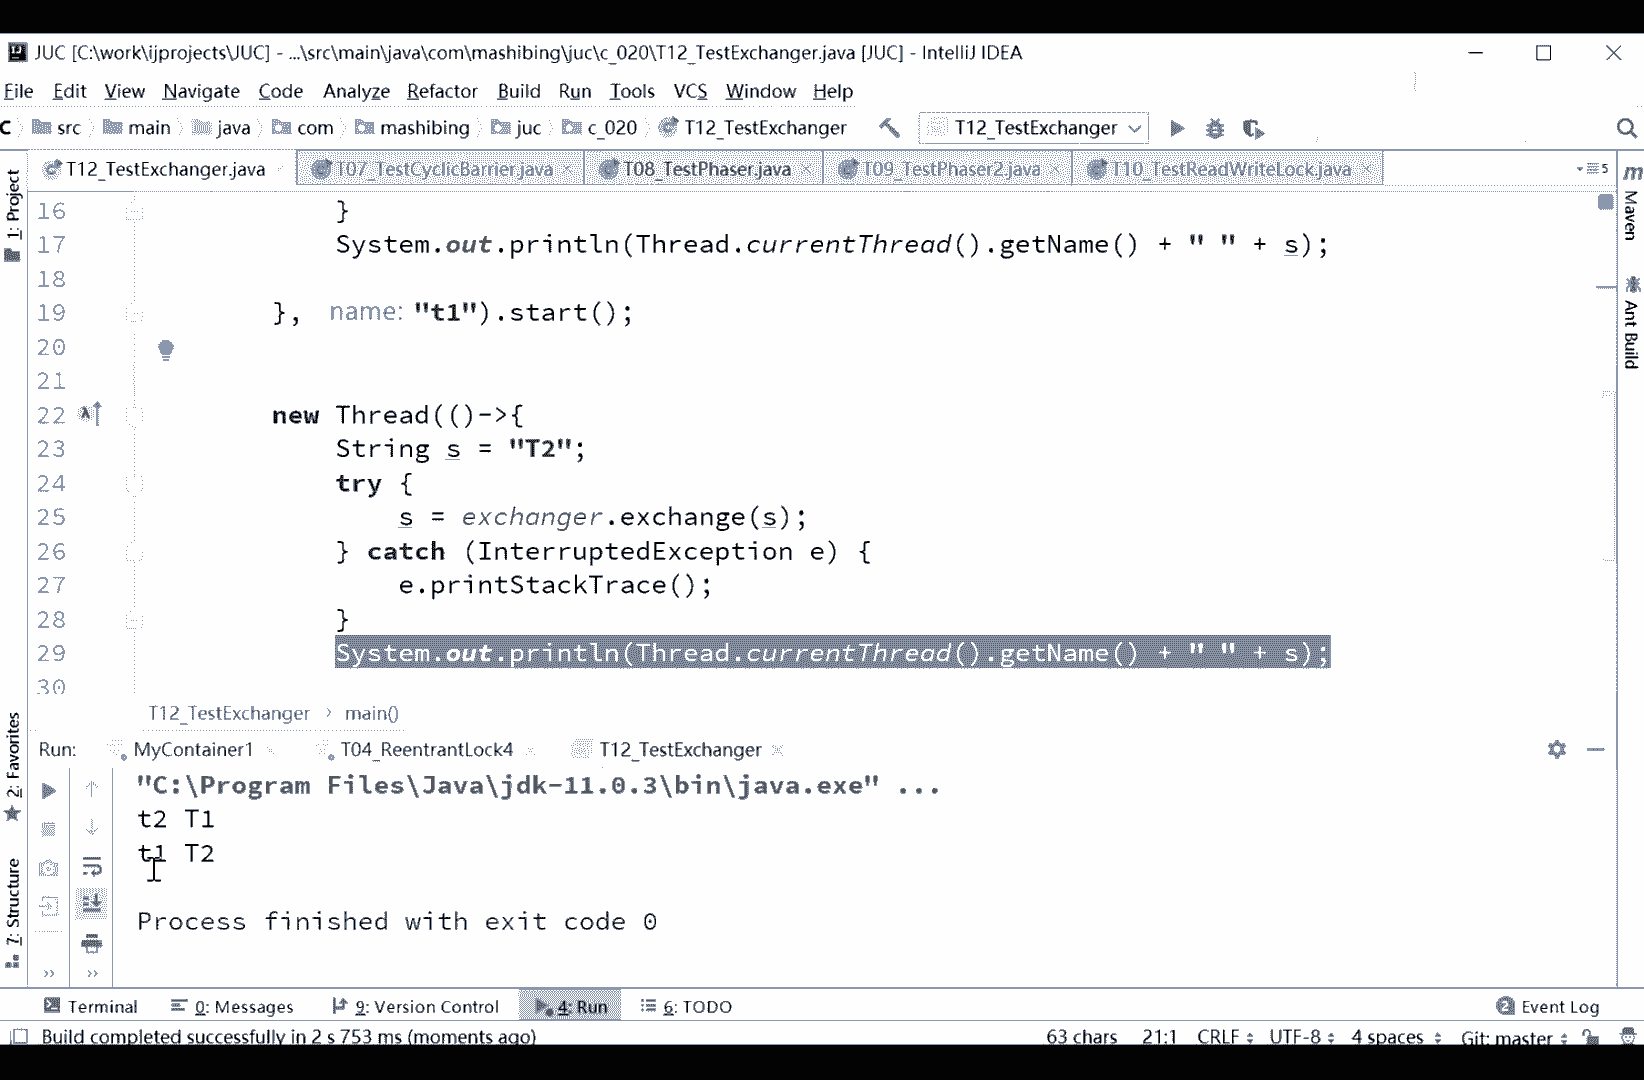 JUC [C:\work\ijprojects\JUC] - ...\src\main\java\com\mashibing\juc\c_020\T12_TestExchanger.java [JUC] - IntelliJ IDEA
File Edit View Navigate Code Analyze Refactor Build Run Tools VCS Window Help
C src main java com mashibing juc c_020 T12_TestExchanger T12_TestExchanger
T12_TestExchanger.java T07_TestCyclicBarrier.java T08_TestPhaser.java T09_TestPhaser2.java T10_TestReadWriteLock.java 5
1: Project
m Maven
Ant Build
16 }
17 System.out.println(Thread.currentThread().getName() + " " + s);
18
19 }, name: "t1").start();
20
21
22 new Thread(()->{
23 String s = "T2";
24 try {
25 s = exchanger.exchange(s);
26 } catch (InterruptedException e) {
27 e.printStackTrace();
28 }
29 System.out.println(Thread.currentThread().getName() + " " + s);
30
T12_TestExchanger › main()
2: Favorites
7: Structure
Run: MyContainer1 T04_ReentrantLock4 T12_TestExchanger
"C:\Program Files\Java\jdk-11.0.3\bin\java.exe" ...
t2 T1
t1 T2
Process finished with exit code 0
Terminal 0: Messages 9: Version Control 4: Run 6: TODO 2 Event Log
Build completed successfully in 2 s 753 ms (moments ago) 63 chars 21:1 CRLF UTF-8 4 spaces Git: master